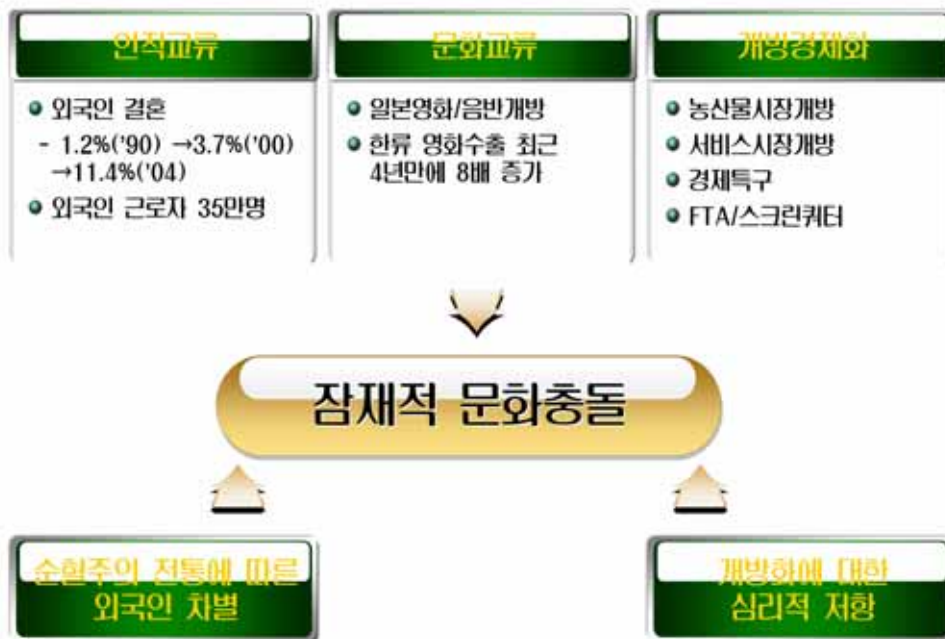 인적교류
외국인 결혼
- 1.2%('90) →3.7%('00)
→11.4%('04)
외국인 근로자 35만명
문화교류
일본영화/음반개방
한류 영화수출 최근
4년만에 8배 증가
개방경제화
농산물시장개방
서비스시장개방
경제특구
FTA/스크린쿼터
잠재적 문화충돌
순혈주의 전통에 따른
외국인 차별
개방화에 대한
심리적 저항